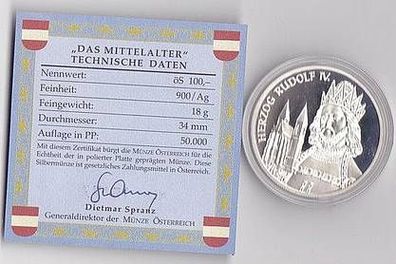 „DAS MITTELALTER"
TECHNISCHE DATEN
Nennwert: öS 100,–
Feinheit: 900/Ag
Feingewicht: 18 g
Durchmesser: 34 mm
Auflage in PP: 50.000
Mit diesem Zertifikat bürgt die MÜNZE ÖSTERREICH für die
Echtheit der in polierter Platte geprägten Münze. Diese
Silbermünze ist gesetzliches Zahlungsmittel in Österreich.
Dietmar Spranz
Generaldirektor der MÜNZE ÖSTERREICH
HERZOG RUDOLF IV.